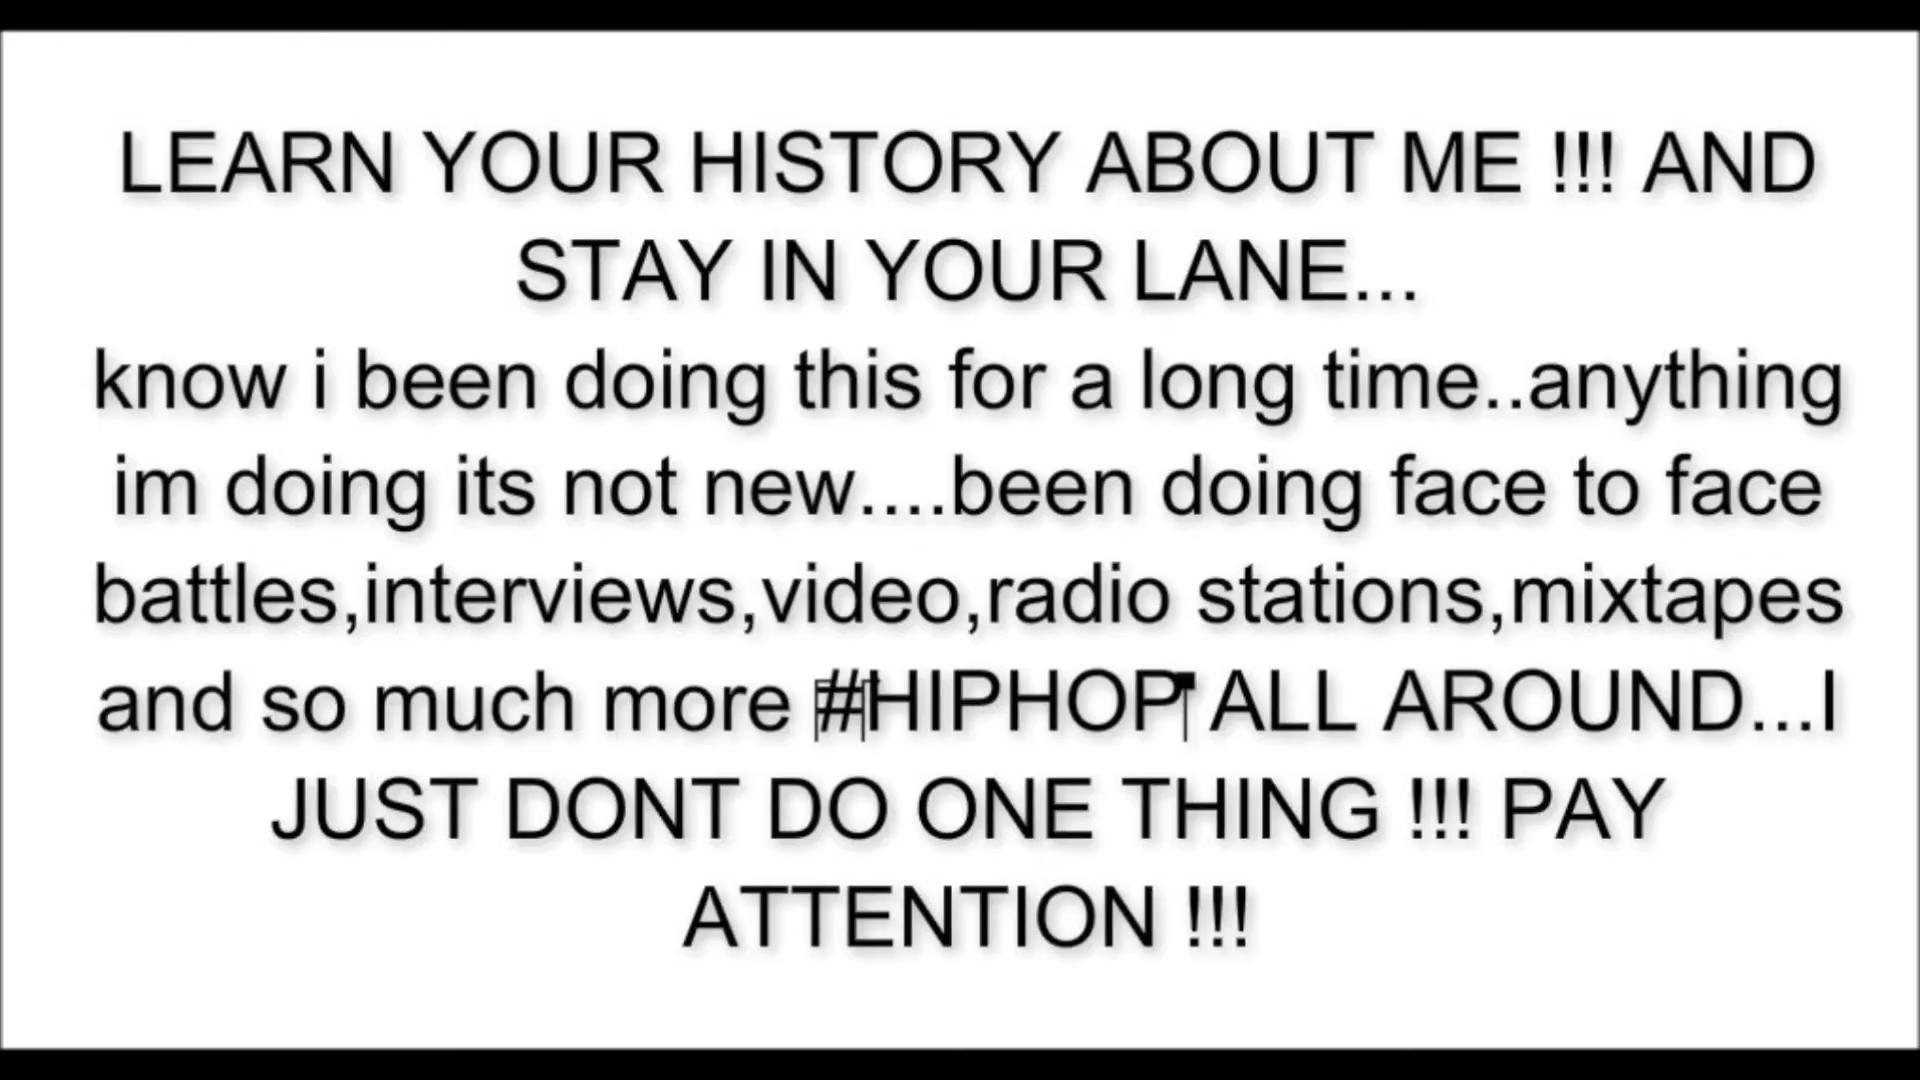 LEARN YOUR HISTORY ABOUT ME !!! AND
STAY IN YOUR LANE...
know i been doing this for a long time..anything
im doing its not new....been doing face to face
battles,interviews,video,radio stations,mixtapes
and so much more #HIPHOP ALL AROUND...I
JUST DONT DO ONE THING !!! PAY
ATTENTION !!!